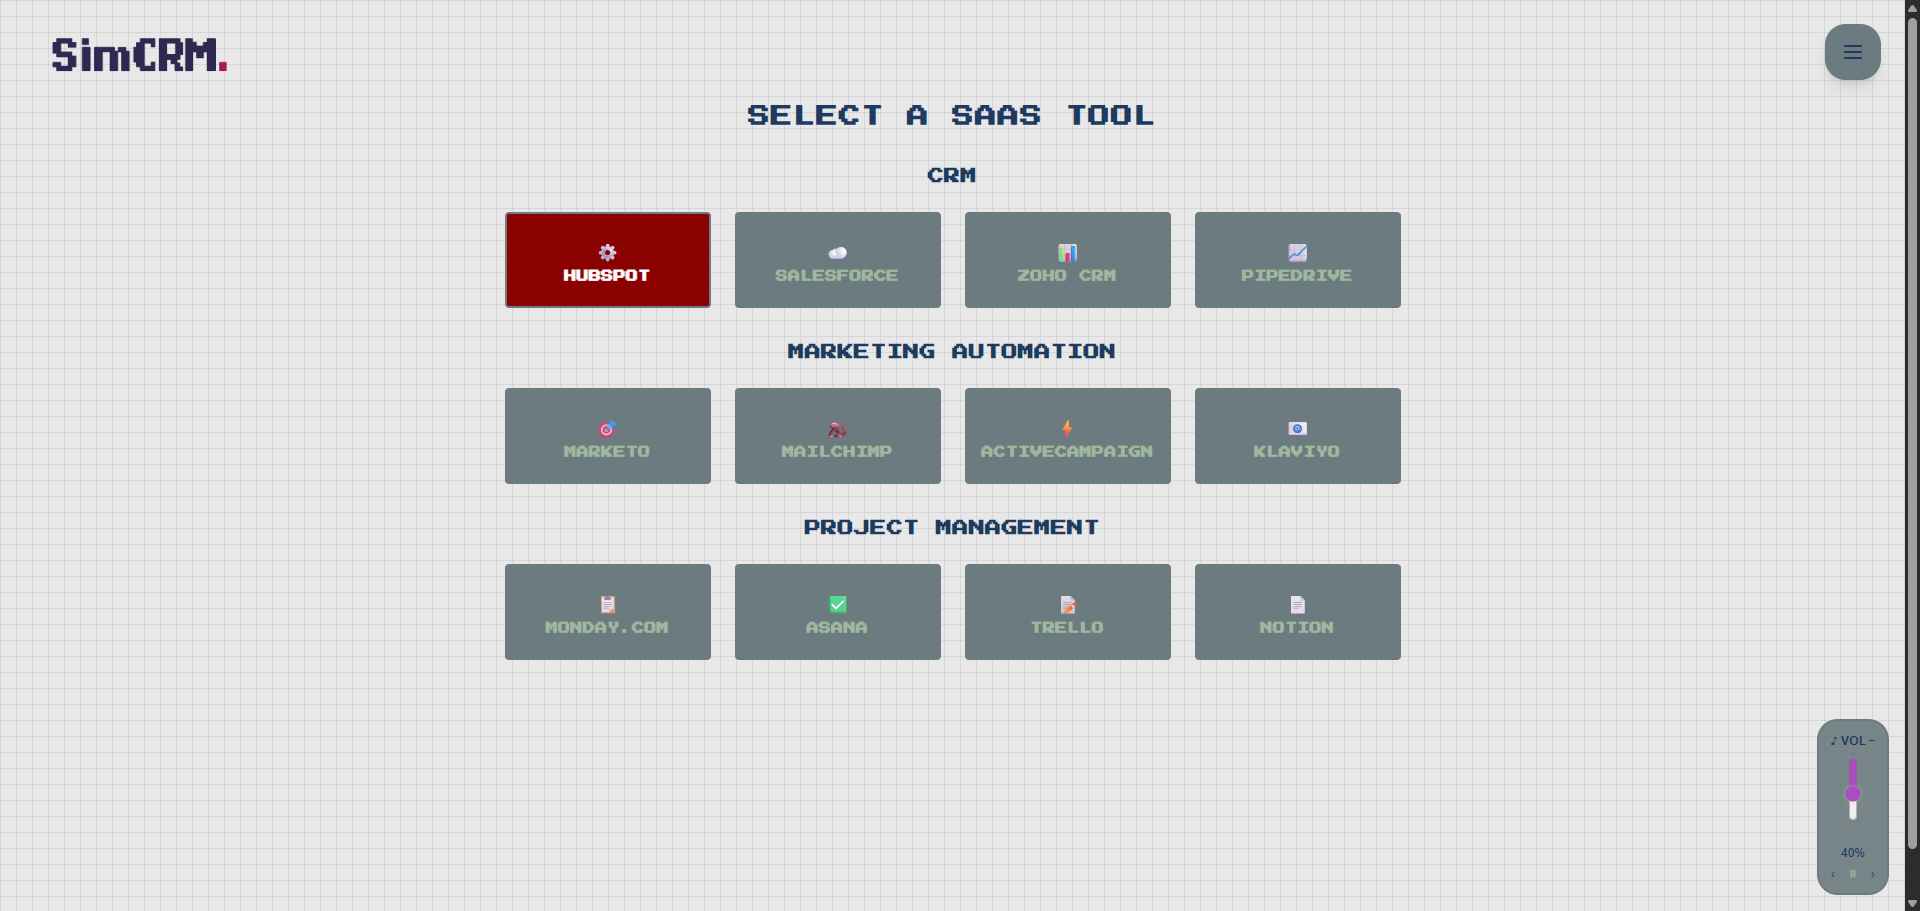 SimCRM.
SELECT A SAAS TOOL
CRM
HUBSPOT
SALESFORCE
ZOHO CRM
PIPEDRIVE
MARKETING AUTOMATION
MARKETO
MAILCHIMP
ACTIVECAMPAIGN
KLAVIYO
PROJECT MANAGEMENT
MONDAY.COM
ASANA
TRELLO
NOTION
♪ VOL −
40%